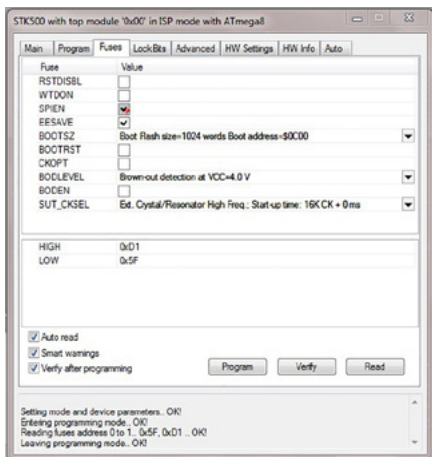 STK500 with top module '0x00' in ISP mode with ATmega8
Main Program Fuses LockBits Advanced HW Settings HW Info Auto
Fuse Value
RSTDISBL
WTDON
SPIEN
EESAVE
BOOTSZ Boot Flash size=1024 words Boot address=$0C00
BOOTRST
CKOPT
BODLEVEL Brown-out detection at VCC=4.0 V
BODEN
SUT_CKSEL Ext. Crystal/Resonator High Freq.; Start-up time: 16K CK + 0 ms
HIGH 0xD1
LOW 0x5F
Auto read
Smart warnings
Verify after programming Program Verify Read
Setting mode and device parameters.. OK!
Entering programming mode.. OK!
Reading fuses address 0 to 1.. 0x5F, 0xD1 .. OK!
Leaving programming mode.. OK!